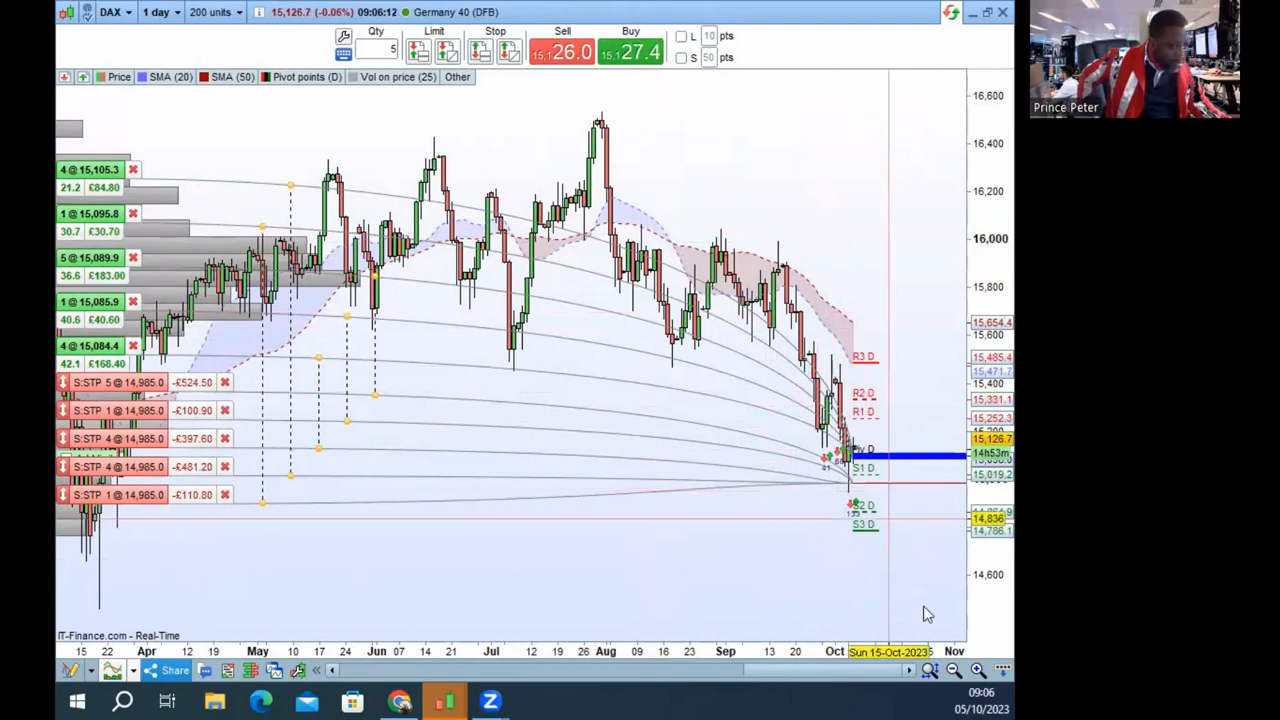 DAX 1 day 200 units 15,126.7 (-0.06%) 09:06:12 Germany 40 (DFB)
Qty Limit Stop Sell Buy L 10 pts
5 15,1 26.0 15,1 27.4 S 50 pts
Price SMA (20) SMA (50) Pivot points (D) Vol on price (25) Other
Prince Peter
16,600
16,400
16,200
16,000
15,800
15,600
15,400
14,600
4 @ 15,105.3
21.2 £84.80
1 @ 15,095.8
30.7 £30.70
5 @ 15,089.9
36.6 £183.00
1 @ 15,085.9
40.6 £40.60
4 @ 15,084.4
42.1 £168.40
S:STP 5 @ 14,985.0 -£524.50
S:STP 1 @ 14,985.0 -£100.90
S:STP 4 @ 14,985.0 -£397.60
S:STP 4 @ 14,985.0 -£481.20
S:STP 1 @ 14,985.0 -£110.80
R3 D
R2 D
R1 D
S1 D
S2 D
S3 D
15,654.4
15,485.4
15,471.7
15,331.1
15,252.3
15,126.7
14h53m
15,019.2
14,836
14,786.1
IT-Finance.com - Real-Time
15 22 Apr 12 19 May 10 17 24 Jun 07 15 23 Jul 12 19 Aug 09 16 23 Sep 13 20 Oct Sun 15-Oct-2023 Nov
Share
09:06
05/10/2023